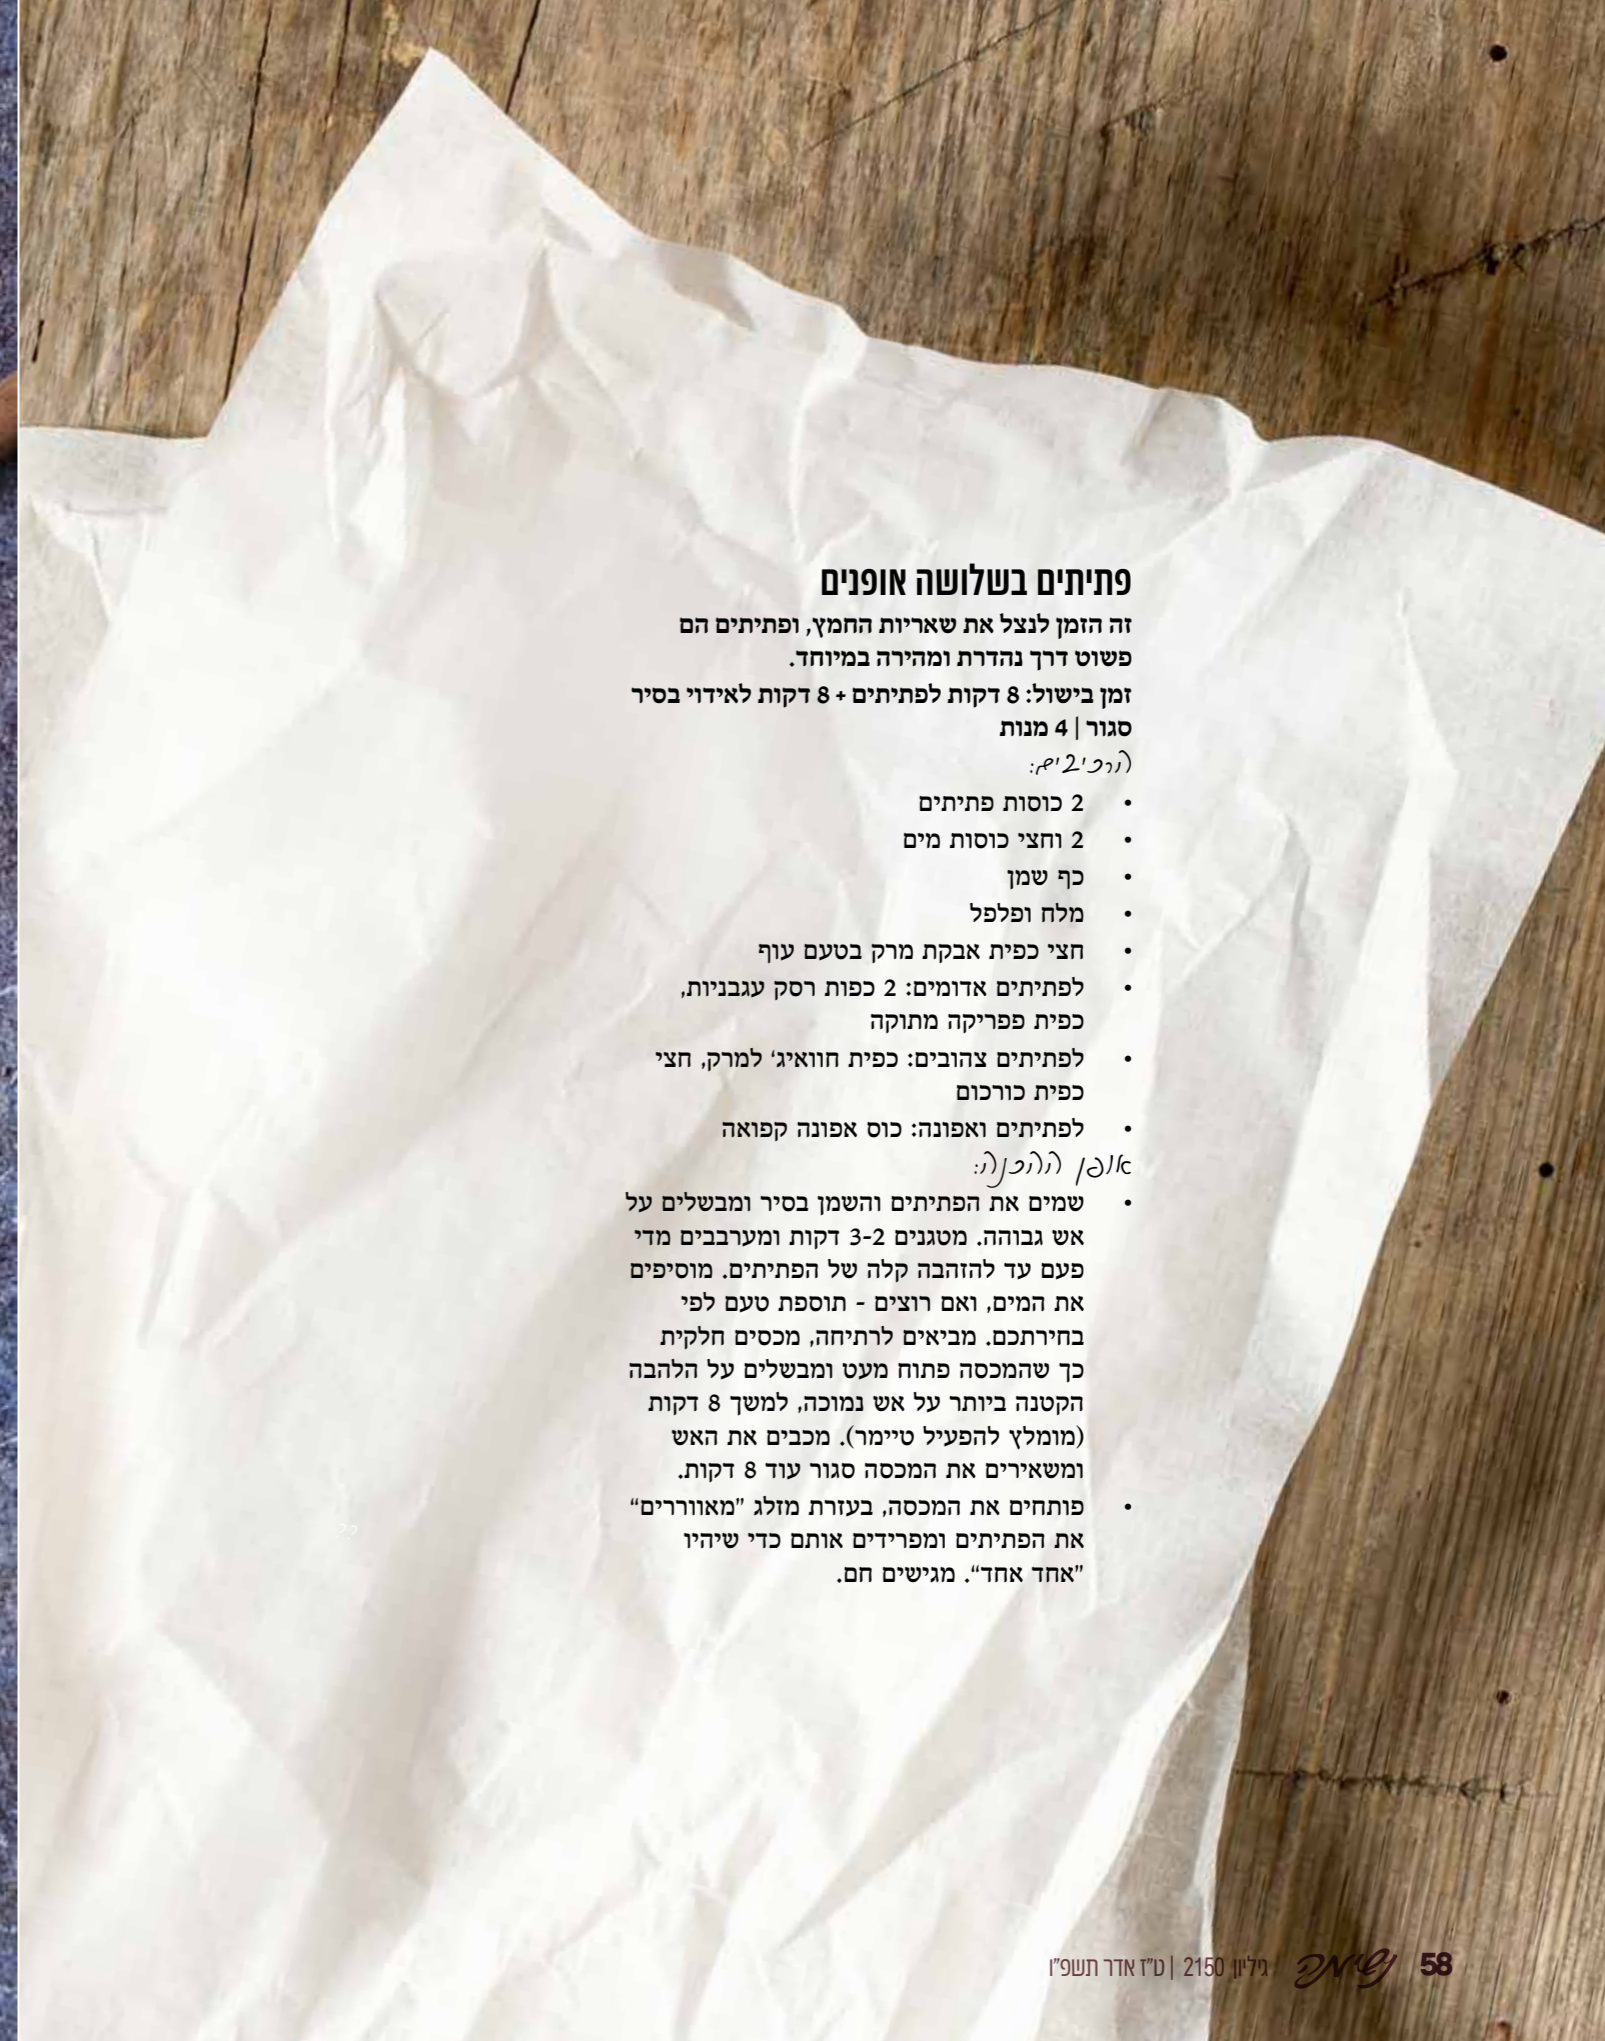 פתיתים בשלושה אופנים
זה הזמן לנצל את שאריות החמץ, ופתיתים הם
פשוט דרך נהדרת ומהירה במיוחד.
זמן בישול: 8 דקות לפתיתים + 8 דקות לאידוי בסיר
סגור | 4 מנות
הרכיבים:
• 2 כוסות פתיתים
• 2 וחצי כוסות מים
• כף שמן
• מלח ופלפל
• חצי כפית אבקת מרק בטעם עוף
• לפתיתים אדומים: 2 כפות רסק עגבניות,
כפית פפריקה מתוקה
• לפתיתים צהובים: כפית חוואיג' למרק, חצי
כפית כורכום
• לפתיתים ואפונה: כוס אפונה קפואה
אופן ההכנה:
• שמים את הפתיתים והשמן בסיר ומבשלים על
אש גבוהה. מטגנים 3-2 דקות ומערבבים מדי
פעם עד להזהבה קלה של הפתיתים. מוסיפים
את המים, ואם רוצים - תוספת טעם לפי
בחירתכם. מביאים לרתיחה, מכסים חלקית
כך שהמכסה פתוח מעט ומבשלים על הלהבה
הקטנה ביותר על אש נמוכה, למשך 8 דקות
(מומלץ להפעיל טיימר). מכבים את האש
ומשאירים את המכסה סגור עוד 8 דקות.
• פותחים את המכסה, בעזרת מזלג "מאווררים"
את הפתיתים ומפרידים אותם כדי שיהיו
"אחד אחד". מגישים חם.
58 נשימה גיליון 2150 | ט"ז אדר תשפ"ו